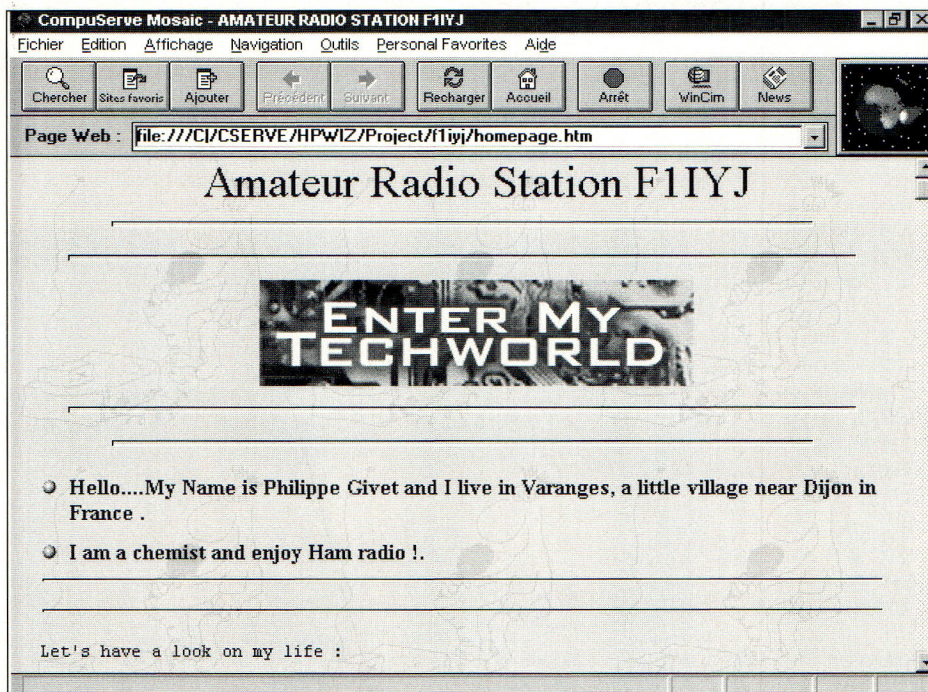 CompuServe Mosaic - AMATEUR RADIO STATION F1IYJ
Fichier Edition Affichage Navigation Outils Personal Favorites Aide
Chercher Sites favoris Ajouter Précédent Suivant Recharger Accueil Arrêt WinCim News
Page Web : file:///C|/CSERVE/HPWIZ/Project/f1iyj/homepage.htm
Amateur Radio Station F1IYJ
ENTER MY
TECHWORLD
Hello....My Name is Philippe Givet and I live in Varanges, a little village near Dijon in
France .
I am a chemist and enjoy Ham radio !.
Let's have a look on my life :